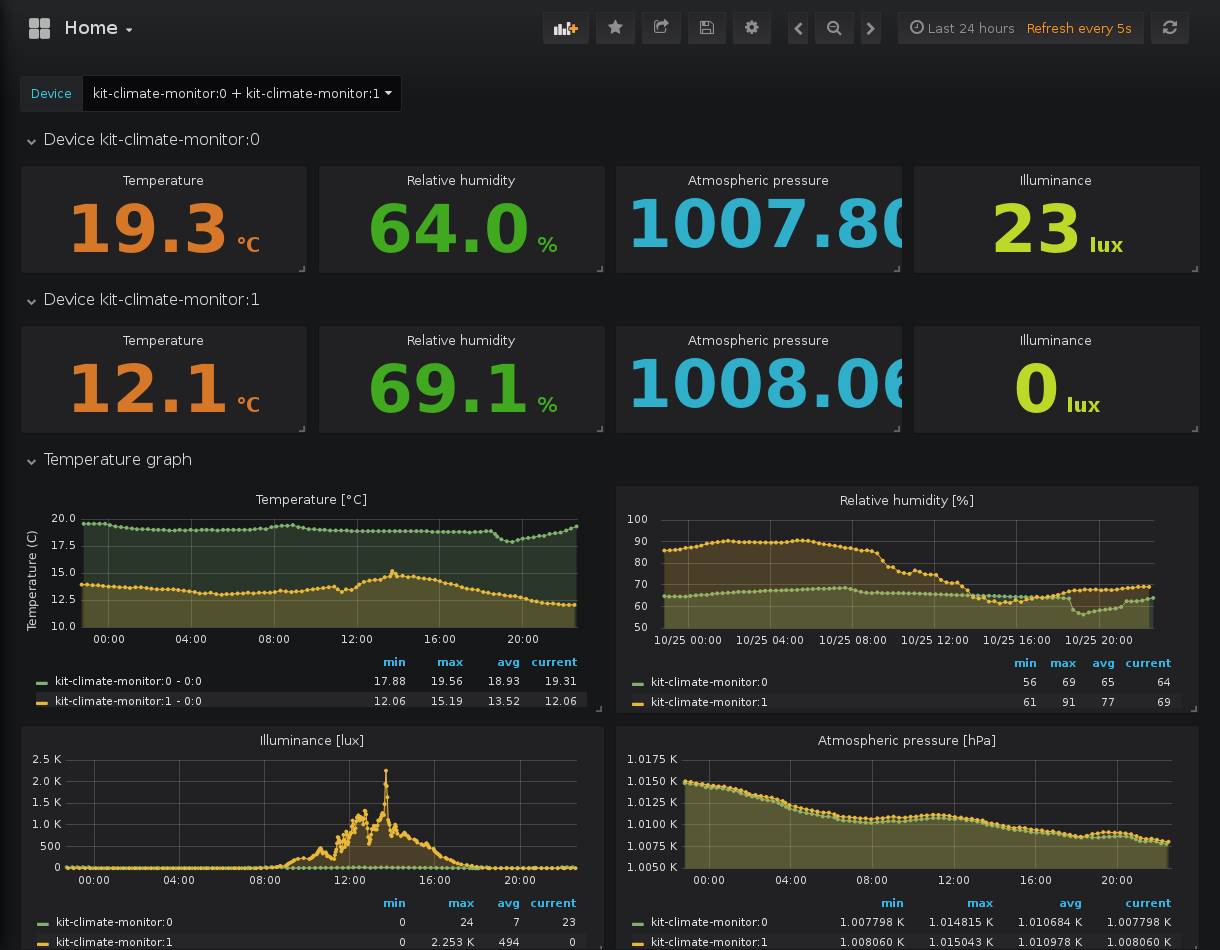 Home
Last 24 hours Refresh every 5s
Device kit-climate-monitor:0 + kit-climate-monitor:1
Device kit-climate-monitor:0
Temperature Relative humidity Atmospheric pressure Illuminance
19.3 °C 64.0 % 1007.80 23 lux
Device kit-climate-monitor:1
Temperature Relative humidity Atmospheric pressure Illuminance
12.1 °C 69.1 % 1008.06 0 lux
Temperature graph
Temperature [°C]
Temperature (C)
20.0
17.5
15.0
12.5
10.0
00:00 04:00 08:00 12:00 16:00 20:00
min max avg current
kit-climate-monitor:0 - 0:0 17.88 19.56 18.93 19.31
kit-climate-monitor:1 - 0:0 12.06 15.19 13.52 12.06
Relative humidity [%]
100
90
80
70
60
50
10/25 00:00 10/25 04:00 10/25 08:00 10/25 12:00 10/25 16:00 10/25 20:00
min max avg current
kit-climate-monitor:0 56 69 65 64
kit-climate-monitor:1 61 91 77 69
Illuminance [lux]
2.5 K
2.0 K
1.5 K
1.0 K
500
0
00:00 04:00 08:00 12:00 16:00 20:00
min max avg current
kit-climate-monitor:0 0 24 7 23
kit-climate-monitor:1 0 2.253 K 494 0
Atmospheric pressure [hPa]
1.0175 K
1.0150 K
1.0125 K
1.0100 K
1.0075 K
1.0050 K
00:00 04:00 08:00 12:00 16:00 20:00
min max avg current
kit-climate-monitor:0 1.007798 K 1.014815 K 1.010684 K 1.007798 K
kit-climate-monitor:1 1.008060 K 1.015043 K 1.010978 K 1.008060 K